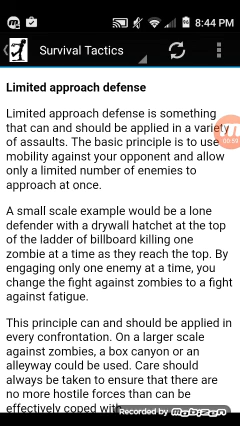 8:44 PM
Survival Tactics
Limited approach defense
Limited approach defense is something
that can and should be applied in a variety
of assaults. The basic principle is to use
mobility against your opponent and allow
only a limited number of enemies to
approach at once.
A small scale example would be a lone
defender with a drywall hatchet at the top
of the ladder of billboard killing one
zombie at a time as they reach the top. By
engaging only one enemy at a time, you
change the fight against zombies to a fight
against fatigue.
This principle can and should be applied in
every confrontation. On a larger scale
against zombies, a box canyon or an
alleyway could be used. Care should
always be taken to ensure that there are
no more hostile forces than can be
effectively coped with
Recorded by mobizen